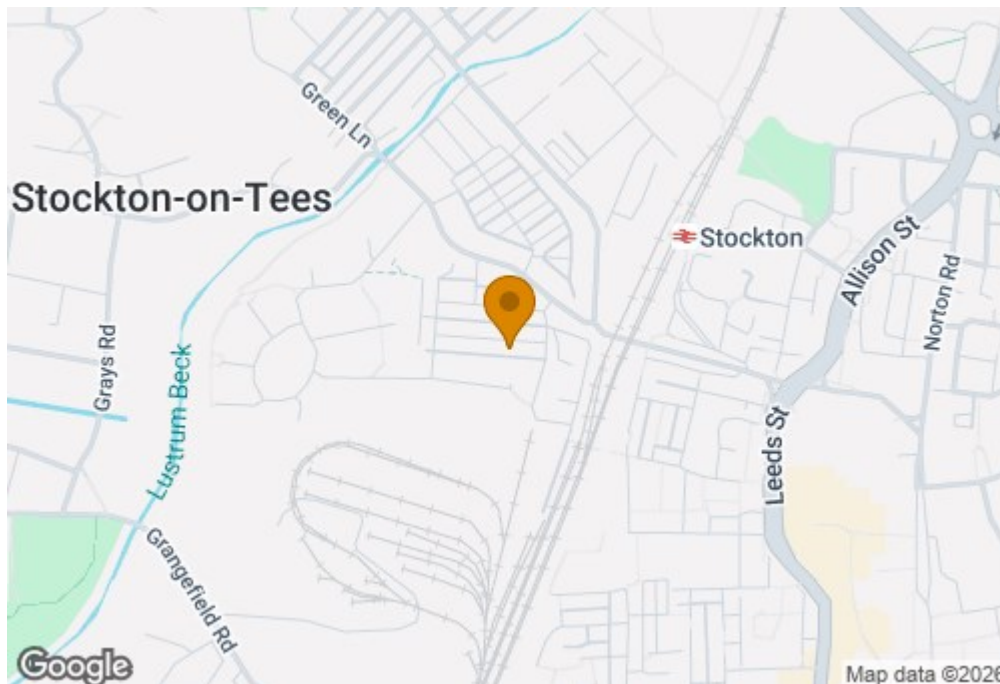 Green Ln
Stockton-on-Tees
Stockton
Allison St
Norton Rd
Grays Rd
Lustrum Beck
Leeds St
Grangefield Rd
Google
Map data ©2026